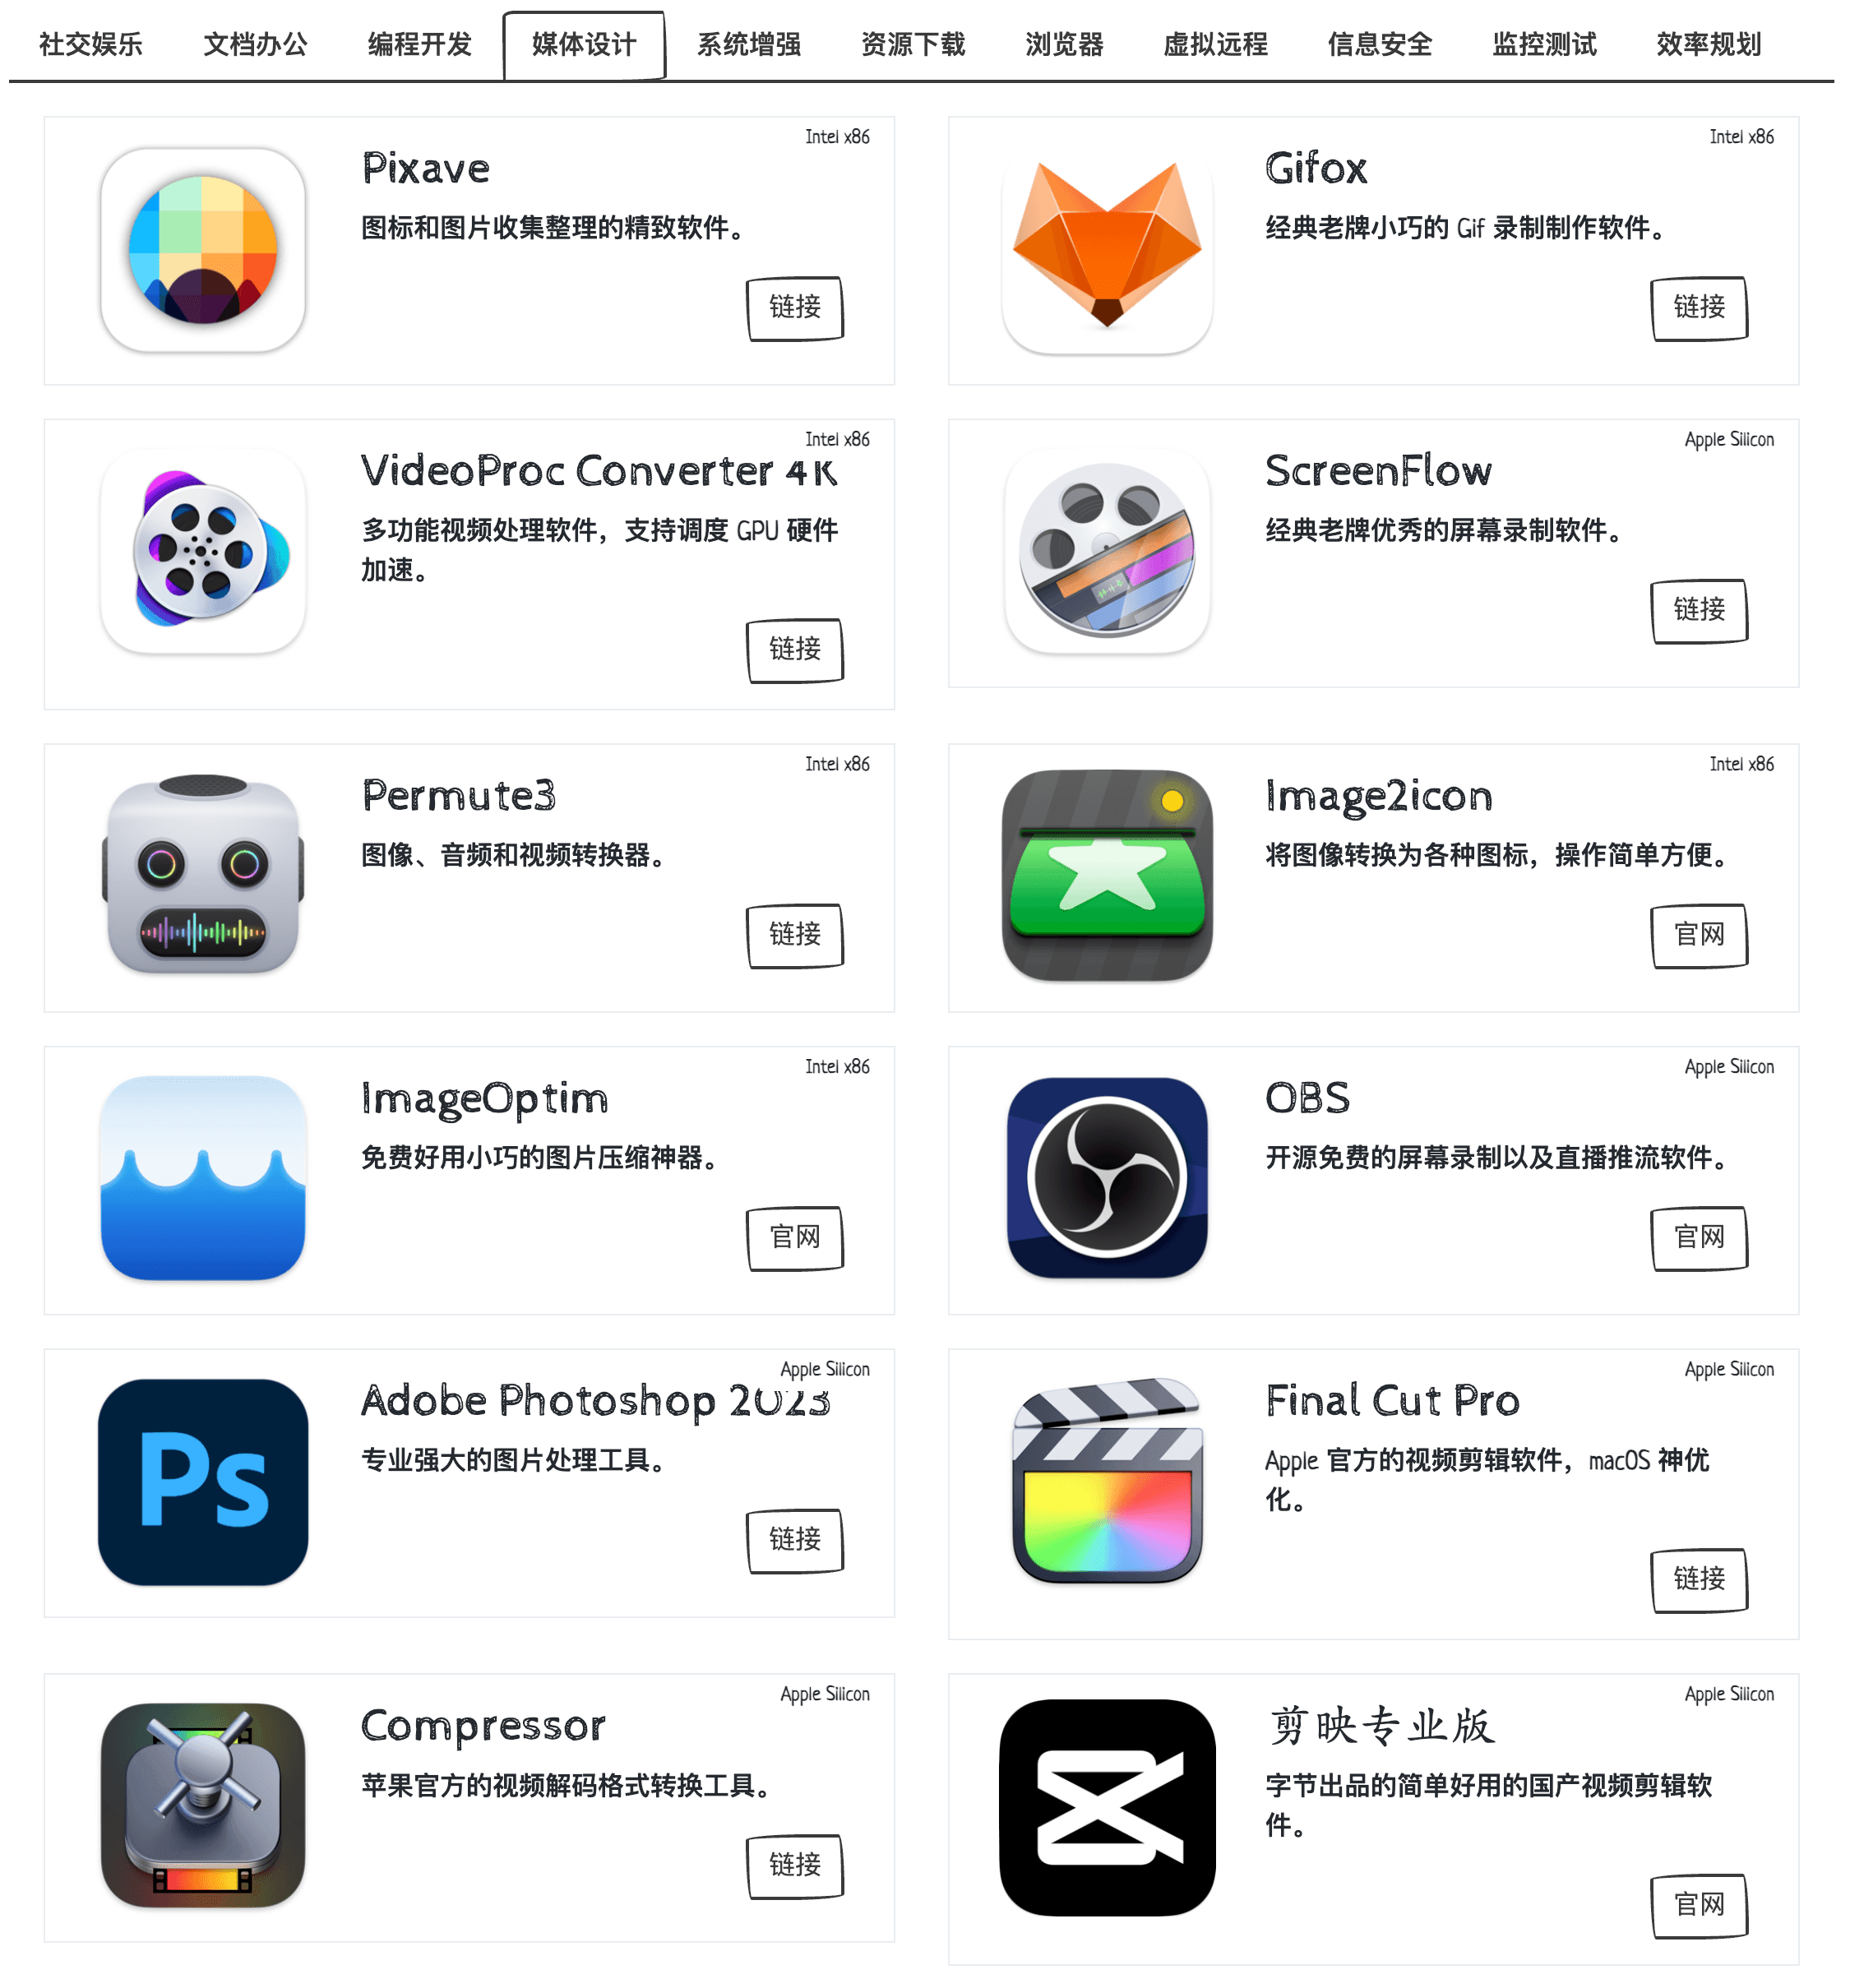 社交娱乐 文档办公 编程开发 媒体设计 系统增强 资源下载 浏览器 虚拟远程 信息安全 监控测试 效率规划
Intel x86
Pixave
图标和图片收集整理的精致软件。
链接
Intel x86
Gifox
经典老牌小巧的 Gif 录制制作软件。
链接
Intel x86
VideoProc Converter 4K
多功能视频处理软件，支持调度 GPU 硬件
加速。
链接
Apple Silicon
ScreenFlow
经典老牌优秀的屏幕录制软件。
链接
Intel x86
Permute3
图像、音频和视频转换器。
链接
Intel x86
Image2icon
将图像转换为各种图标，操作简单方便。
官网
Intel x86
ImageOptim
免费好用小巧的图片压缩神器。
官网
Apple Silicon
OBS
开源免费的屏幕录制以及直播推流软件。
官网
Apple Silicon
Ps
Adobe Photoshop 2023
专业强大的图片处理工具。
链接
Apple Silicon
Final Cut Pro
Apple 官方的视频剪辑软件，macOS 神优
化。
链接
Apple Silicon
Compressor
苹果官方的视频解码格式转换工具。
链接
Apple Silicon
剪映专业版
字节出品的简单好用的国产视频剪辑软
件。
官网